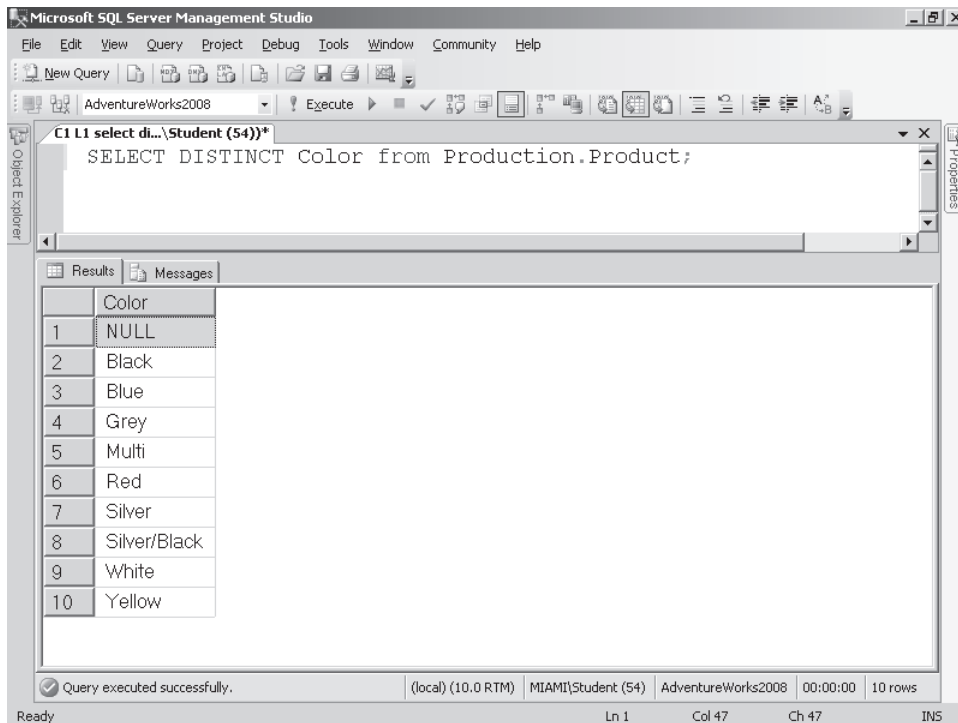 Microsoft SQL Server Management Studio
File Edit View Query Project Debug Tools Window Community Help
New Query
AdventureWorks2008 Execute
Object Explorer
C1 L1 select di...\Student (54))*
Properties
SELECT DISTINCT Color from Production.Product;
Results Messages
Color
1 NULL
2 Black
3 Blue
4 Grey
5 Multi
6 Red
7 Silver
8 Silver/Black
9 White
10 Yellow
Query executed successfully. (local) (10.0 RTM) MIAMI\Student (54) AdventureWorks2008 00:00:00 10 rows
Ready Ln 1 Col 47 Ch 47 INS